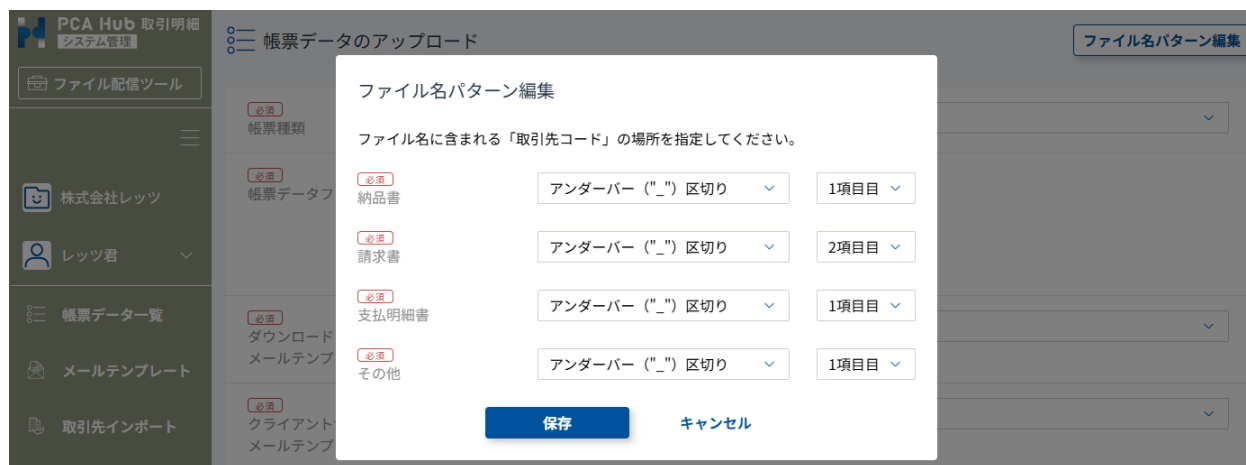 PCA Hub 取引明細
システム管理
ファイル配信ツール
株式会社レッツ
レッツ君
帳票データ一覧
メールテンプレート
取引先インポート
帳票データのアップロード
ファイル名パターン編集
必須
帳票種類
必須
帳票データフ
必須
ダウンロード
メールテンプ
必須
クライアント
メールテンプ
ファイル名パターン編集
ファイル名に含まれる「取引先コード」の場所を指定してください。
必須
納品書 アンダーバー（"_"）区切り 1項目目
必須
請求書 アンダーバー（"_"）区切り 2項目目
必須
支払明細書 アンダーバー（"_"）区切り 1項目目
必須
その他 アンダーバー（"_"）区切り 1項目目
保存 キャンセル